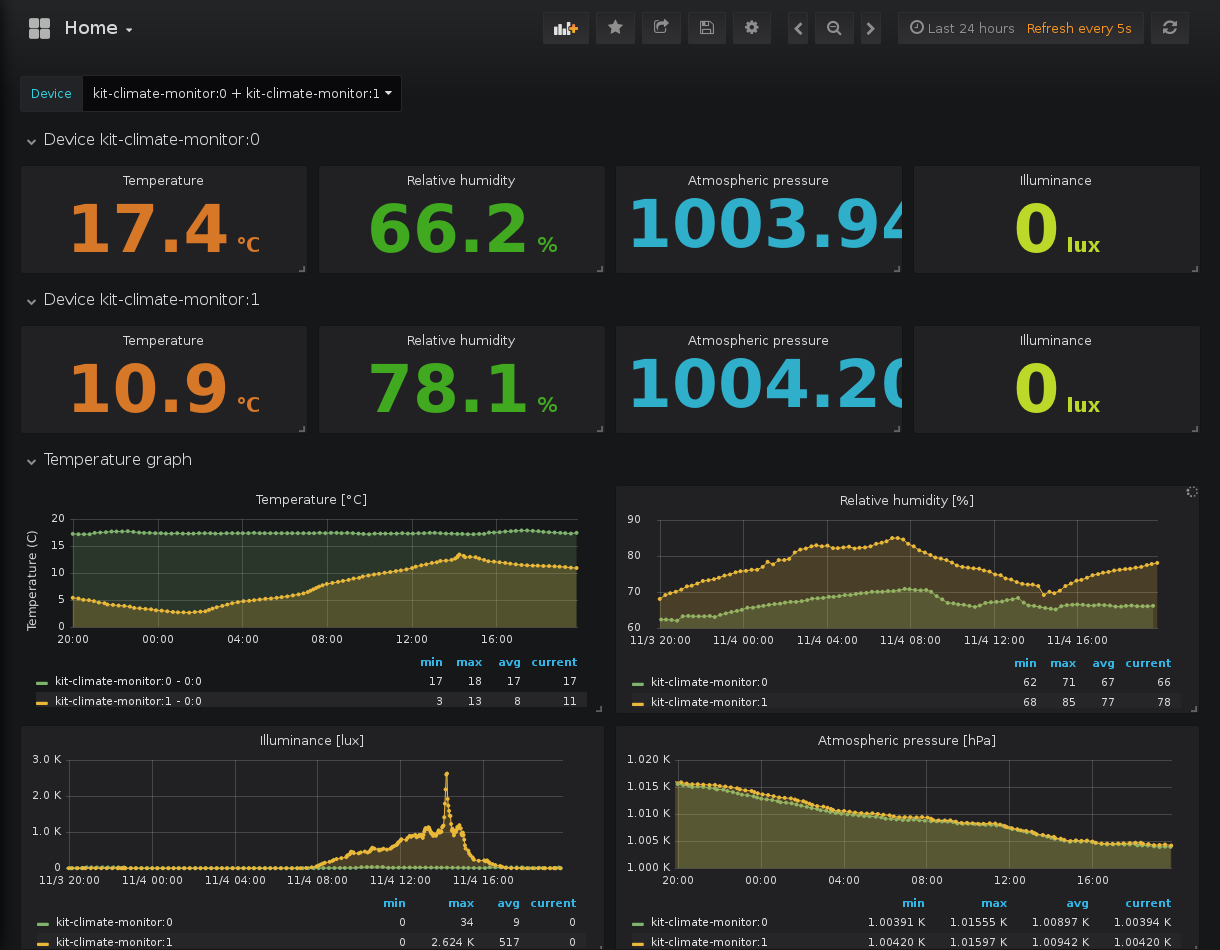 Home
Last 24 hours Refresh every 5s
Device kit-climate-monitor:0 + kit-climate-monitor:1
Device kit-climate-monitor:0
Temperature Relative humidity Atmospheric pressure Illuminance
17.4 °C 66.2 % 1003.94 0 lux
Device kit-climate-monitor:1
Temperature Relative humidity Atmospheric pressure Illuminance
10.9 °C 78.1 % 1004.20 0 lux
Temperature graph
Temperature [°C]
Temperature (C)
20
15
10
5
0
20:00 00:00 04:00 08:00 12:00 16:00
min max avg current
kit-climate-monitor:0 - 0:0 17 18 17 17
kit-climate-monitor:1 - 0:0 3 13 8 11
Relative humidity [%]
90
80
70
60
11/3 20:00 11/4 00:00 11/4 04:00 11/4 08:00 11/4 12:00 11/4 16:00
min max avg current
kit-climate-monitor:0 62 71 67 66
kit-climate-monitor:1 68 85 77 78
Illuminance [lux]
3.0 K
2.0 K
1.0 K
0
11/3 20:00 11/4 00:00 11/4 04:00 11/4 08:00 11/4 12:00 11/4 16:00
min max avg current
kit-climate-monitor:0 0 34 9 0
kit-climate-monitor:1 0 2.624 K 517 0
Atmospheric pressure [hPa]
1.020 K
1.015 K
1.010 K
1.005 K
1.000 K
20:00 00:00 04:00 08:00 12:00 16:00
min max avg current
kit-climate-monitor:0 1.00391 K 1.01555 K 1.00897 K 1.00394 K
kit-climate-monitor:1 1.00420 K 1.01597 K 1.00942 K 1.00420 K